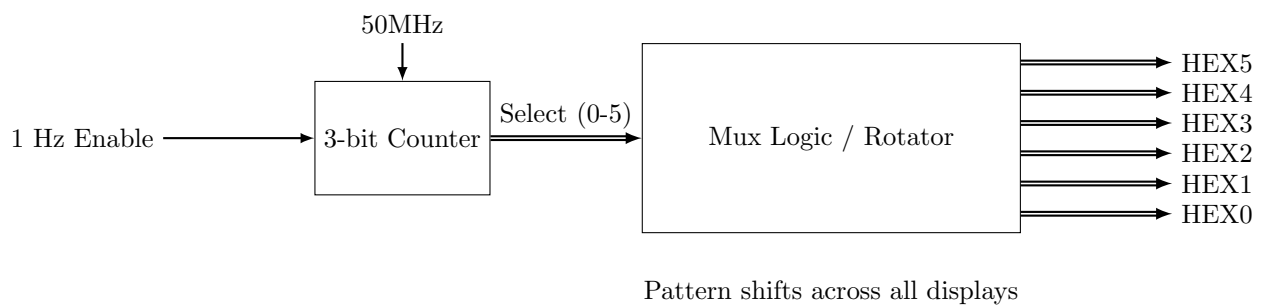 50MHz
1 Hz Enable
3-bit Counter
Select (0-5)
Mux Logic / Rotator
HEX5
HEX4
HEX3
HEX2
HEX1
HEX0
Pattern shifts across all displays